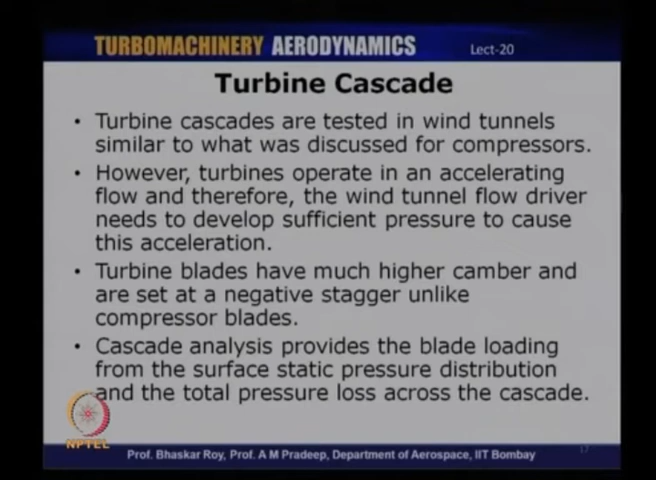 TURBOMACHINERY AERODYNAMICS
Lect-20
Turbine Cascade
• Turbine cascades are tested in wind tunnels
similar to what was discussed for compressors.
• However, turbines operate in an accelerating
flow and therefore, the wind tunnel flow driver
needs to develop sufficient pressure to cause
this acceleration.
• Turbine blades have much higher camber and
are set at a negative stagger unlike
compressor blades.
• Cascade analysis provides the blade loading
from the surface static pressure distribution
and the total pressure loss across the cascade.
NPTEL
Prof. Bhaskar Roy, Prof. A M Pradeep, Department of Aerospace, IIT Bombay
17